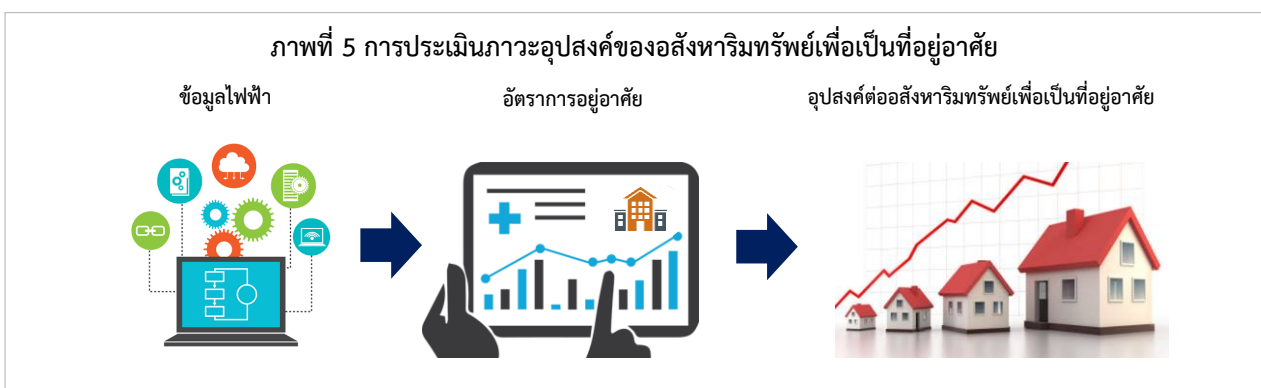 ภาพที่ 5 การประเมินภาวะอุปสงค์ของอสังหาริมทรัพย์เพื่อเป็นที่อยู่อาศัย
ข้อมูลไฟฟ้า
อัตราการอยู่อาศัย
อุปสงค์ต่ออสังหาริมทรัพย์เพื่อเป็นที่อยู่อาศัย